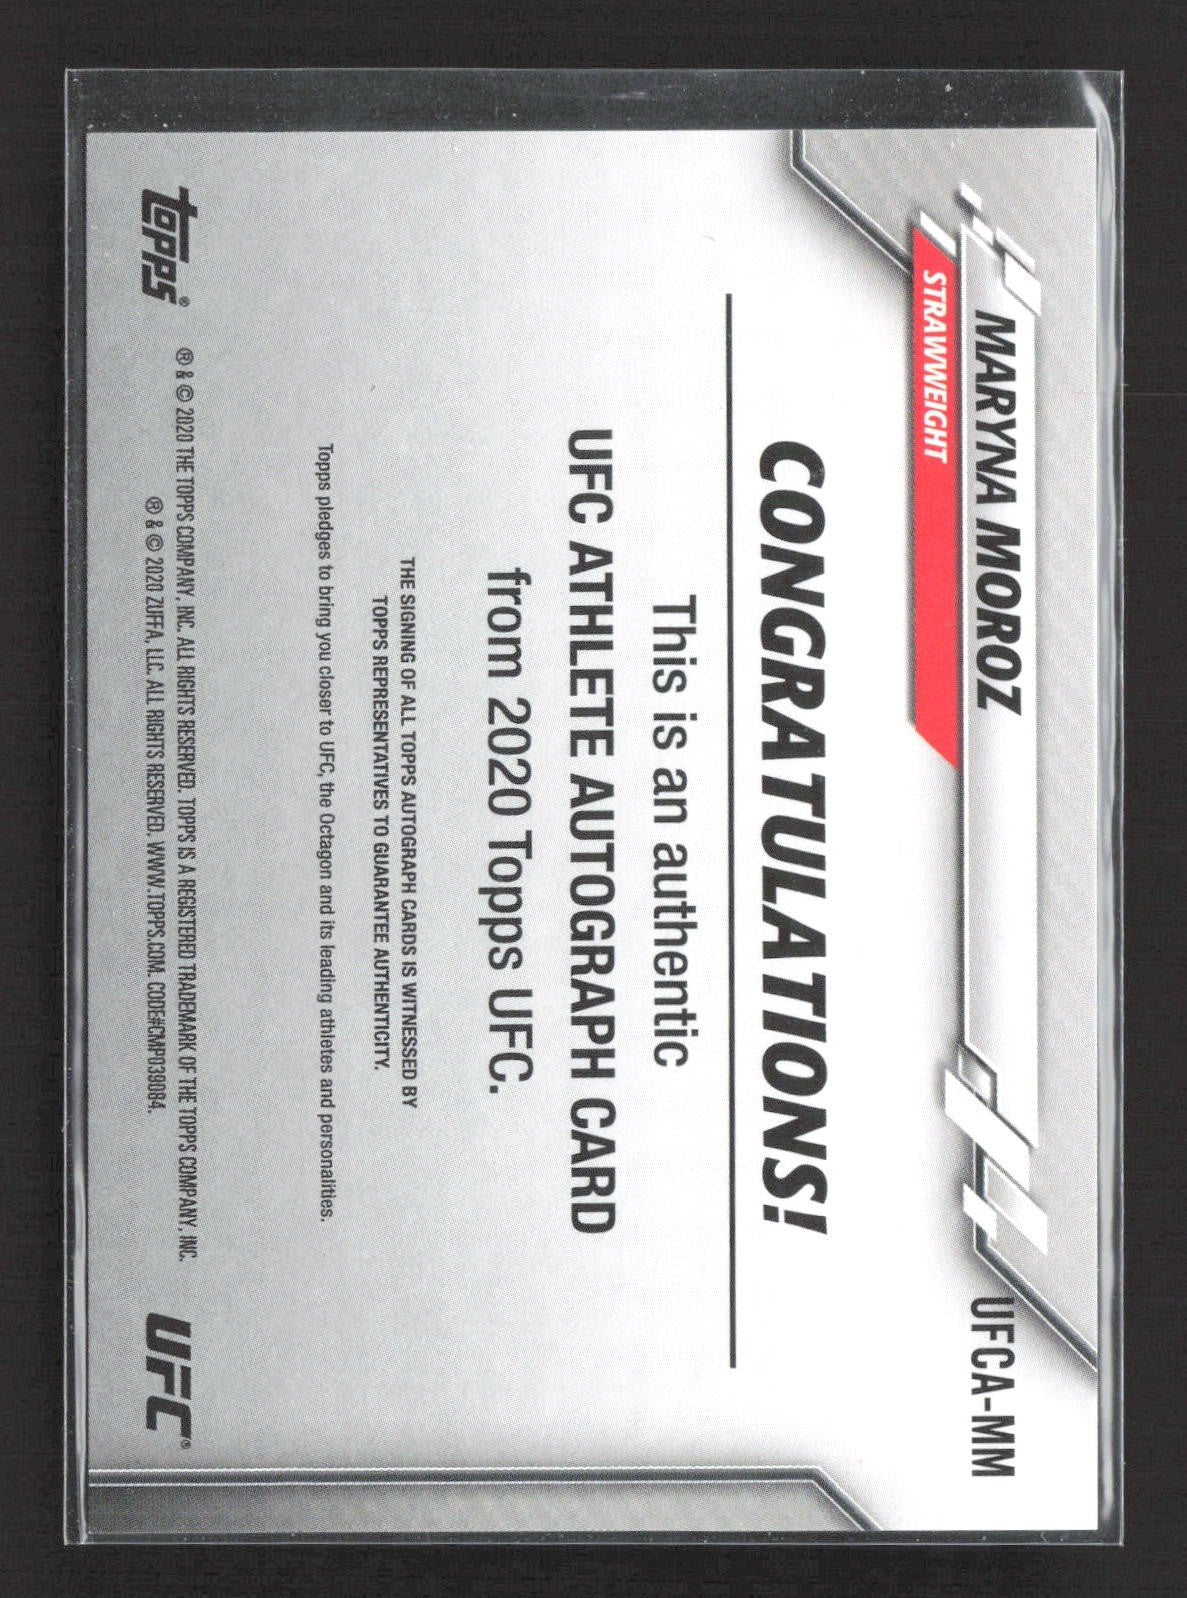 MARYNA MOROZ
STRAWWEIGHT
UFCA-MM
CONGRATULATIONS!
This is an authentic
UFC ATHLETE AUTOGRAPH CARD
from 2020 Topps UFC.
THE SIGNING OF ALL TOPPS AUTOGRAPH CARDS IS WITNESSED BY
TOPPS REPRESENTATIVES TO GUARANTEE AUTHENTICITY.
Topps pledges to bring you closer to UFC, the Octagon and its leading athletes and personalities.
topps®
® & © 2020 THE TOPPS COMPANY, INC. ALL RIGHTS RESERVED. TOPPS IS A REGISTERED TRADEMARK OF THE TOPPS COMPANY, INC.
® & © 2020 ZUFFA, LLC. ALL RIGHTS RESERVED. WWW.TOPPS.COM. CODE#CMP039084.
UFC®